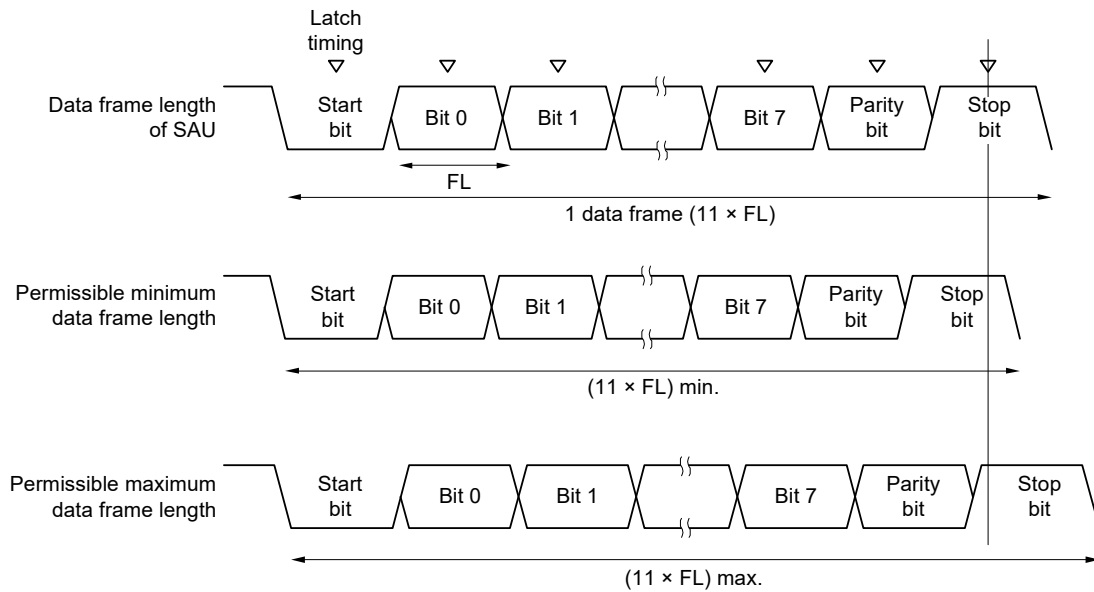 Latch
timing
Data frame length
of SAU
Start
bit
Bit 0
Bit 1
Bit 7
Parity
bit
Stop
bit
FL
1 data frame (11 × FL)
Permissible minimum
data frame length
Start
bit
Bit 0
Bit 1
Bit 7
Parity
bit
Stop
bit
(11 × FL) min.
Permissible maximum
data frame length
Start
bit
Bit 0
Bit 1
Bit 7
Parity
bit
Stop
bit
(11 × FL) max.